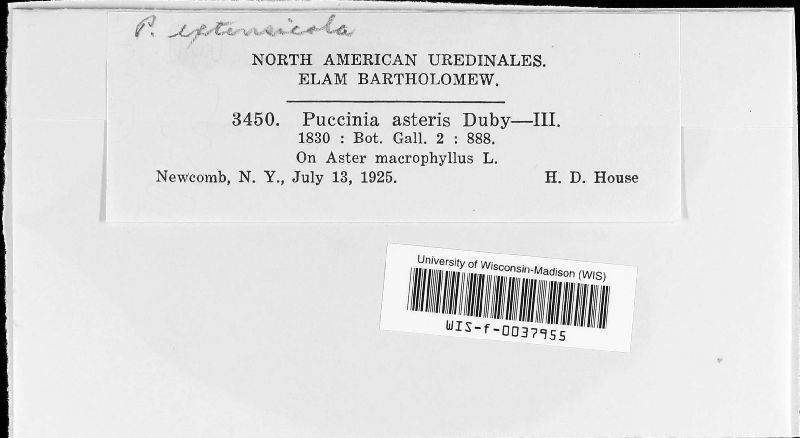 P. extensicola
NORTH AMERICAN UREDINALES.
ELAM BARTHOLOMEW.
3450. Puccinia asteris Duby—III.
1830 : Bot. Gall. 2 : 888.
On Aster macrophyllus L.
Newcomb, N. Y., July 13, 1925. H. D. House
University of Wisconsin-Madison (WIS)
WIS-f-0037955